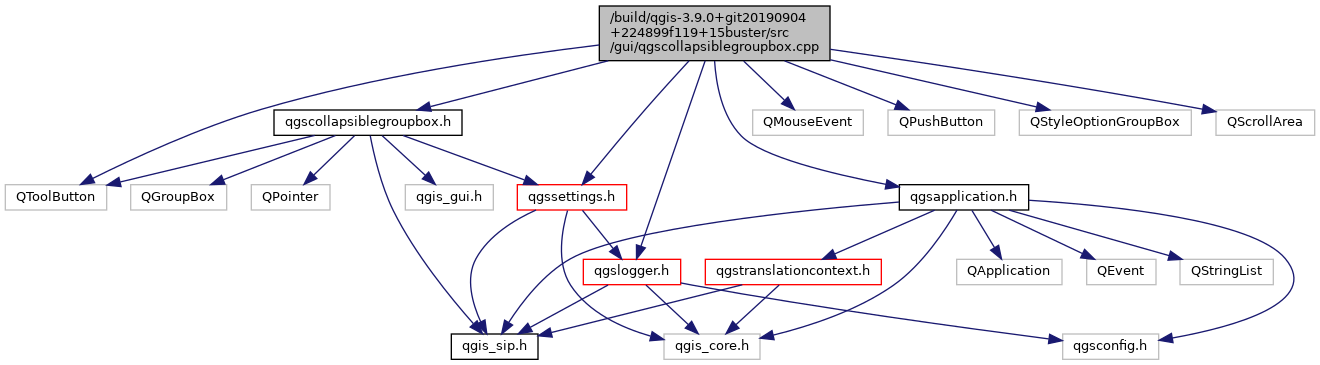 /build/qgis-3.9.0+git20190904
+224899f119+15buster/src
/gui/qgscollapsiblegroupbox.cpp
qgscollapsiblegroupbox.h
QMouseEvent
QPushButton
QStyleOptionGroupBox
QScrollArea
QToolButton
QGroupBox
QPointer
qgis_gui.h
qgssettings.h
qgsapplication.h
qgslogger.h
qgstranslationcontext.h
QApplication
QEvent
QStringList
qgis_sip.h
qgis_core.h
qgsconfig.h